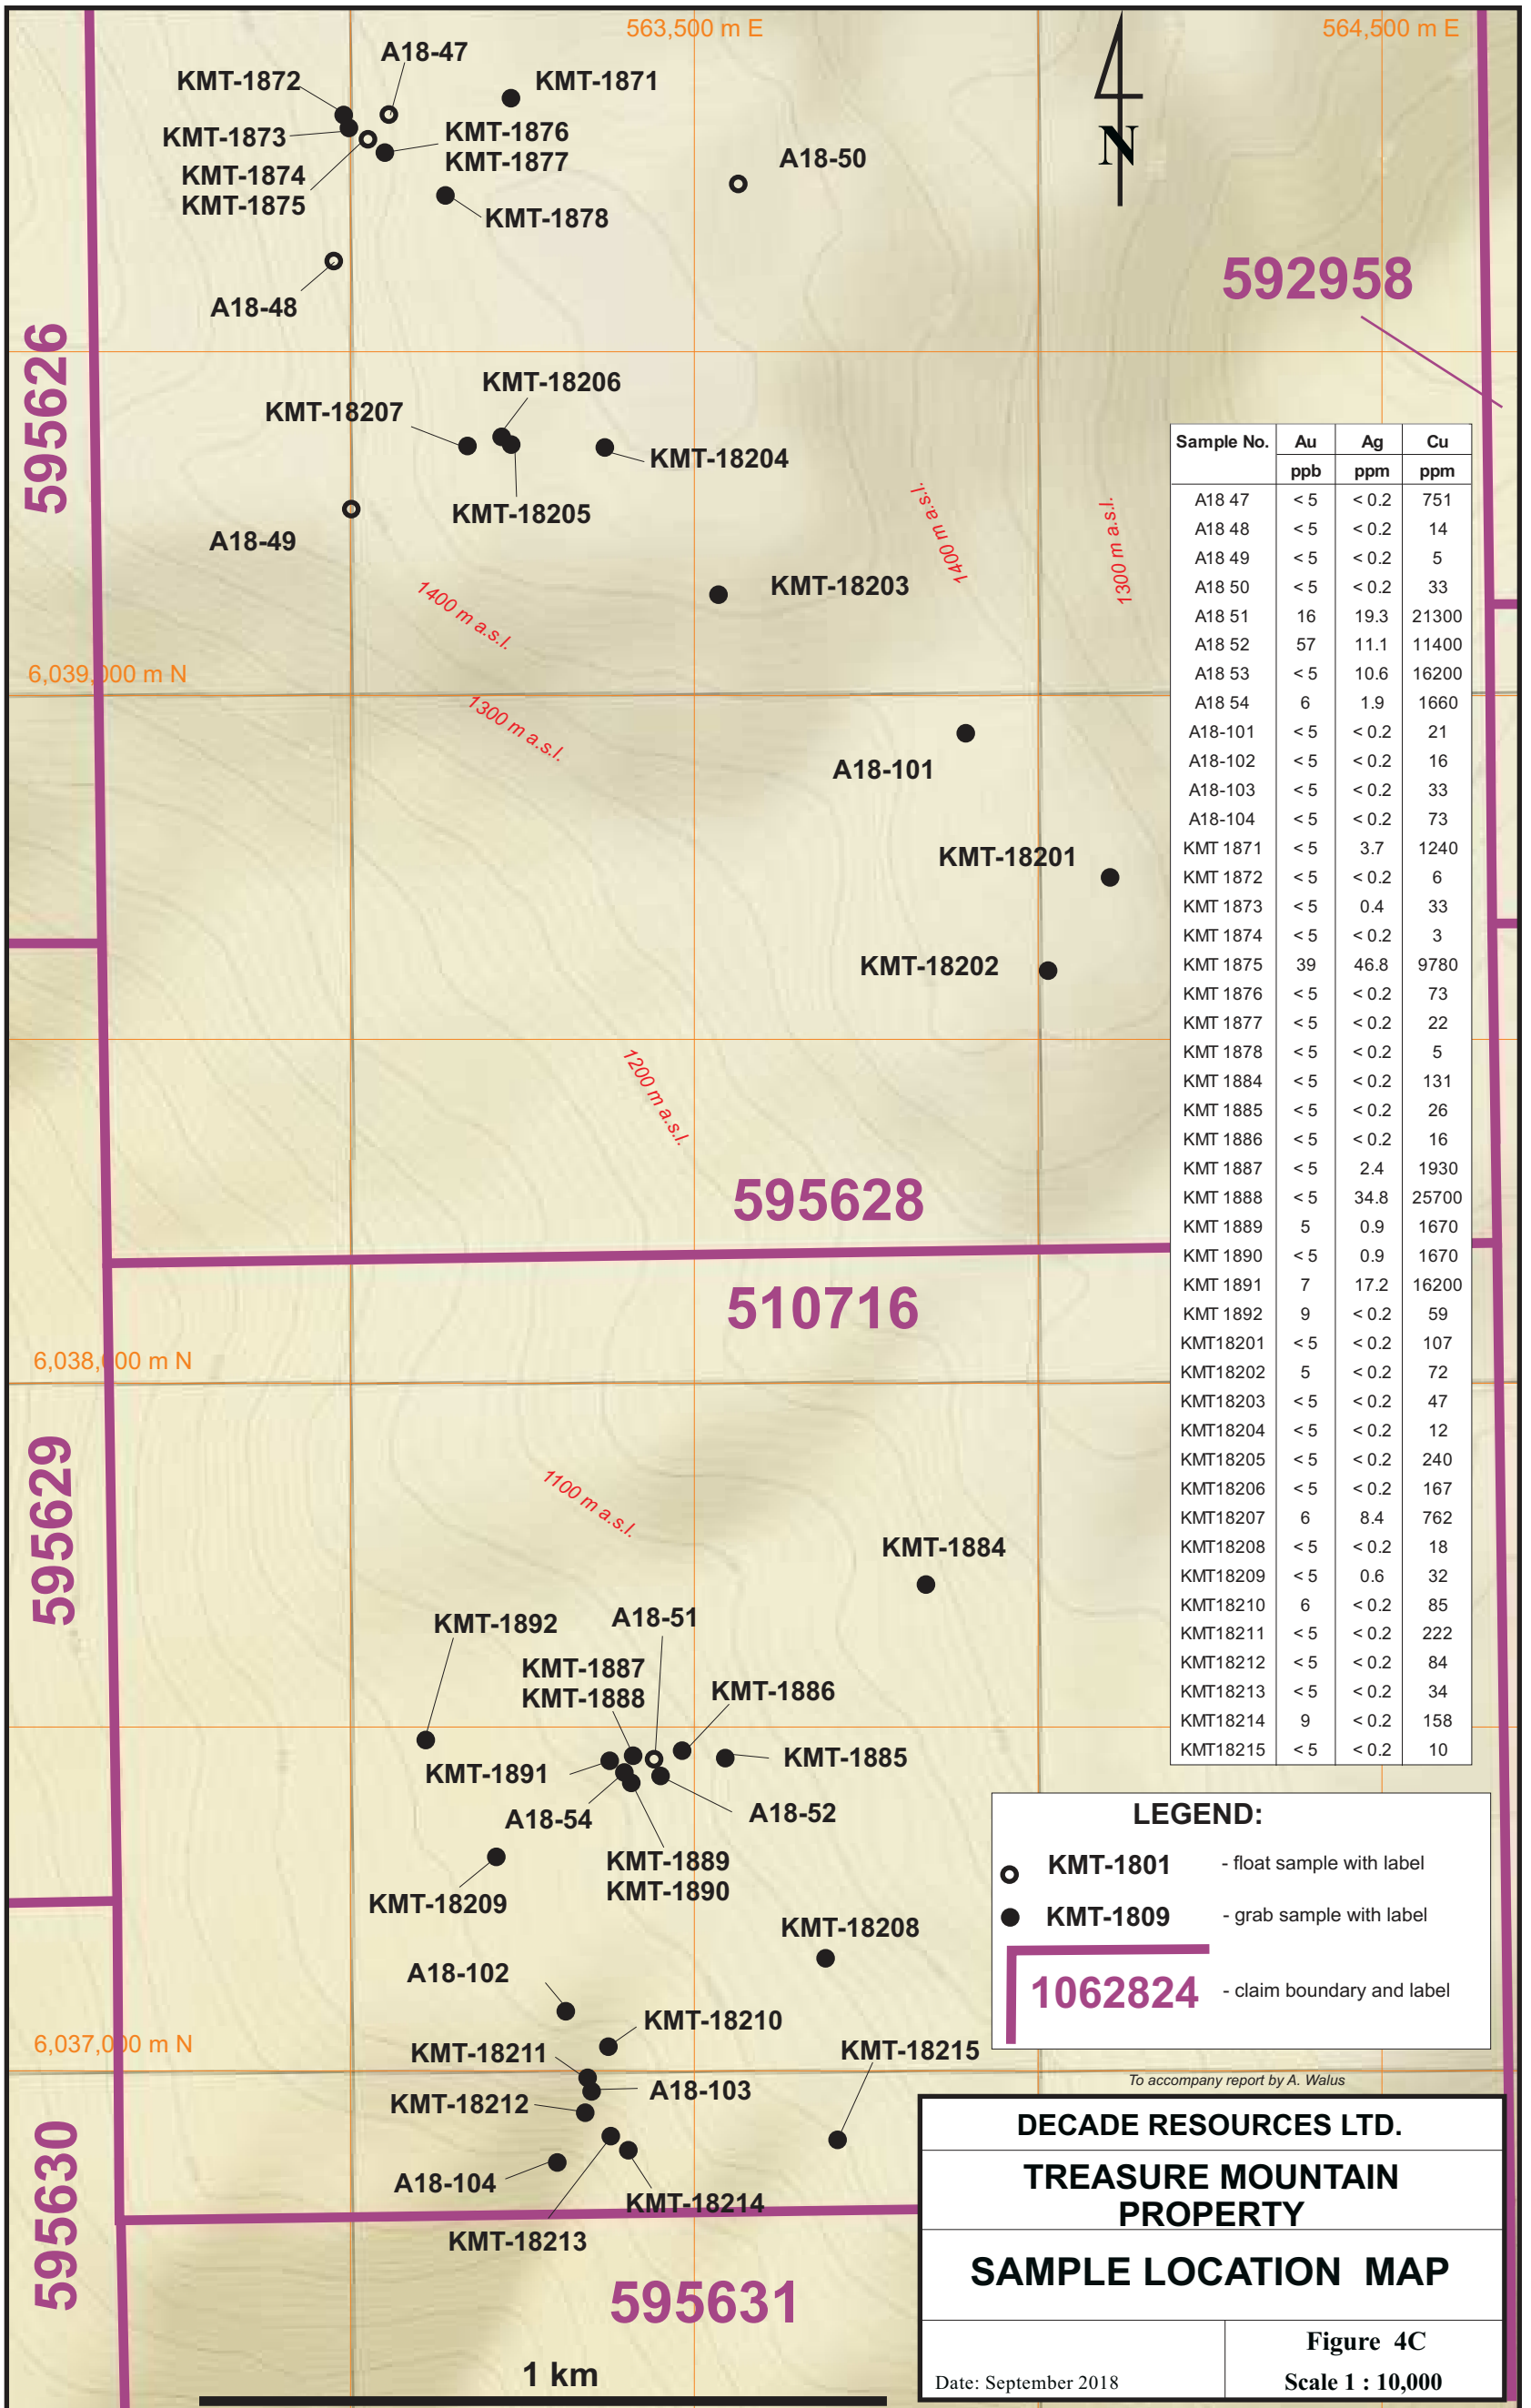 563,500 m E
564,500 m E
A18-47
KMT-1872
KMT-1871
KMT-1873
KMT-1876
KMT-1877
KMT-1874
KMT-1875
A18-50
KMT-1878
N
A18-48
592958
595626
KMT-18206
KMT-18207
KMT-18204
KMT-18205
A18-49
1400 m a.s.l.
1300 m a.s.l.
KMT-18203
1400 m a.s.l.
6,039,000 m N
1300 m a.s.l.
A18-101
KMT-18201
KMT-18202
1200 m a.s.l.
595628
510716
6,038,000 m N
595629
1100 m a.s.l.
KMT-1884
KMT-1892
A18-51
KMT-1887
KMT-1888
KMT-1886
KMT-1891
KMT-1885
A18-54
A18-52
KMT-1889
KMT-1890
KMT-18209
KMT-18208
A18-102
KMT-18210
6,037,000 m N
KMT-18211
KMT-18215
A18-103
KMT-18212
A18-104
KMT-18214
KMT-18213
595630
595631
1 km
Sample No. Au Ag Cu
ppb ppm ppm
A18 47 < 5 < 0.2 751
A18 48 < 5 < 0.2 14
A18 49 < 5 < 0.2 5
A18 50 < 5 < 0.2 33
A18 51 16 19.3 21300
A18 52 57 11.1 11400
A18 53 < 5 10.6 16200
A18 54 6 1.9 1660
A18-101 < 5 < 0.2 21
A18-102 < 5 < 0.2 16
A18-103 < 5 < 0.2 33
A18-104 < 5 < 0.2 73
KMT 1871 < 5 3.7 1240
KMT 1872 < 5 < 0.2 6
KMT 1873 < 5 0.4 33
KMT 1874 < 5 < 0.2 3
KMT 1875 39 46.8 9780
KMT 1876 < 5 < 0.2 73
KMT 1877 < 5 < 0.2 22
KMT 1878 < 5 < 0.2 5
KMT 1884 < 5 < 0.2 131
KMT 1885 < 5 < 0.2 26
KMT 1886 < 5 < 0.2 16
KMT 1887 < 5 2.4 1930
KMT 1888 < 5 34.8 25700
KMT 1889 5 0.9 1670
KMT 1890 < 5 0.9 1670
KMT 1891 7 17.2 16200
KMT 1892 9 < 0.2 59
KMT18201 < 5 < 0.2 107
KMT18202 5 < 0.2 72
KMT18203 < 5 < 0.2 47
KMT18204 < 5 < 0.2 12
KMT18205 < 5 < 0.2 240
KMT18206 < 5 < 0.2 167
KMT18207 6 8.4 762
KMT18208 < 5 < 0.2 18
KMT18209 < 5 0.6 32
KMT18210 6 < 0.2 85
KMT18211 < 5 < 0.2 222
KMT18212 < 5 < 0.2 84
KMT18213 < 5 < 0.2 34
KMT18214 9 < 0.2 158
KMT18215 < 5 < 0.2 10
LEGEND:
KMT-1801 - float sample with label
KMT-1809 - grab sample with label
1062824 - claim boundary and label
To accompany report by A. Walus
DECADE RESOURCES LTD.
TREASURE MOUNTAIN
PROPERTY
SAMPLE LOCATION MAP
Figure 4C
Date: September 2018
Scale 1 : 10,000